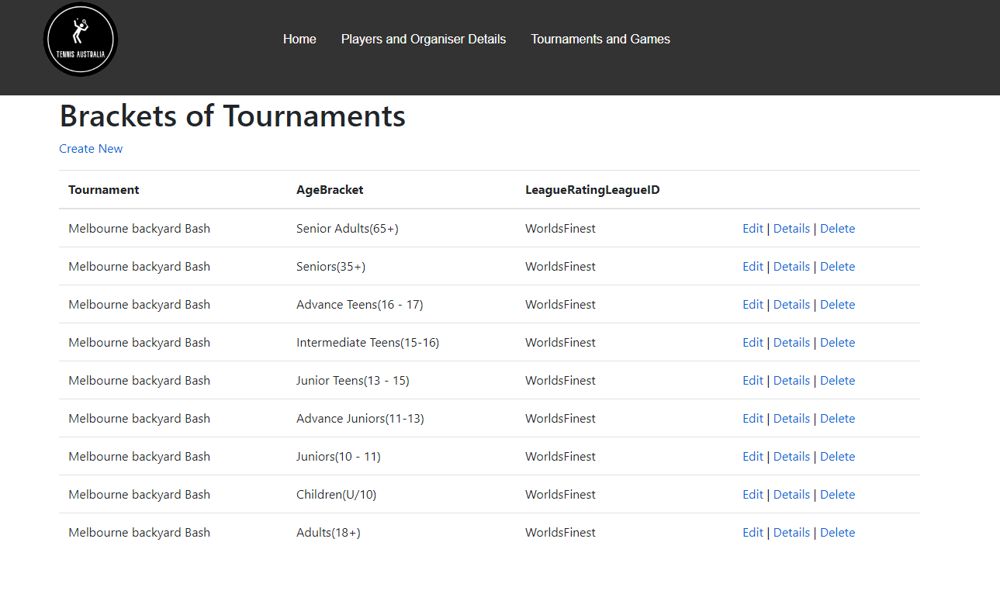 TENNIS AUSTRALIA
Home Players and Organiser Details Tournaments and Games
Brackets of Tournaments
Create New
Tournament AgeBracket LeagueRatingLeagueID
Melbourne backyard Bash Senior Adults(65+) WorldsFinest Edit | Details | Delete
Melbourne backyard Bash Seniors(35+) WorldsFinest Edit | Details | Delete
Melbourne backyard Bash Advance Teens(16 - 17) WorldsFinest Edit | Details | Delete
Melbourne backyard Bash Intermediate Teens(15-16) WorldsFinest Edit | Details | Delete
Melbourne backyard Bash Junior Teens(13 - 15) WorldsFinest Edit | Details | Delete
Melbourne backyard Bash Advance Juniors(11-13) WorldsFinest Edit | Details | Delete
Melbourne backyard Bash Juniors(10 - 11) WorldsFinest Edit | Details | Delete
Melbourne backyard Bash Children(U/10) WorldsFinest Edit | Details | Delete
Melbourne backyard Bash Adults(18+) WorldsFinest Edit | Details | Delete